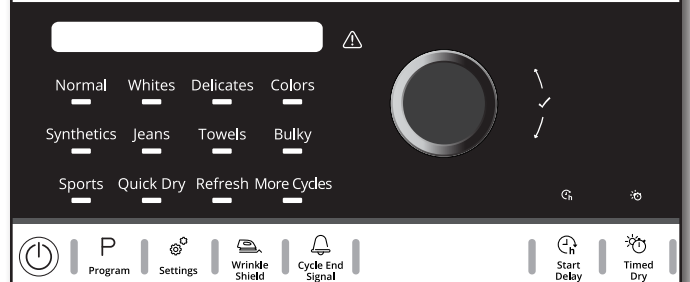 Normal Whites Delicates Colors
Synthetics Jeans Towels Bulky
Sports Quick Dry Refresh More Cycles
h
P
Program
Settings
Wrinkle
Shield
Cycle End
Signal
h
Start
Delay
Timed
Dry